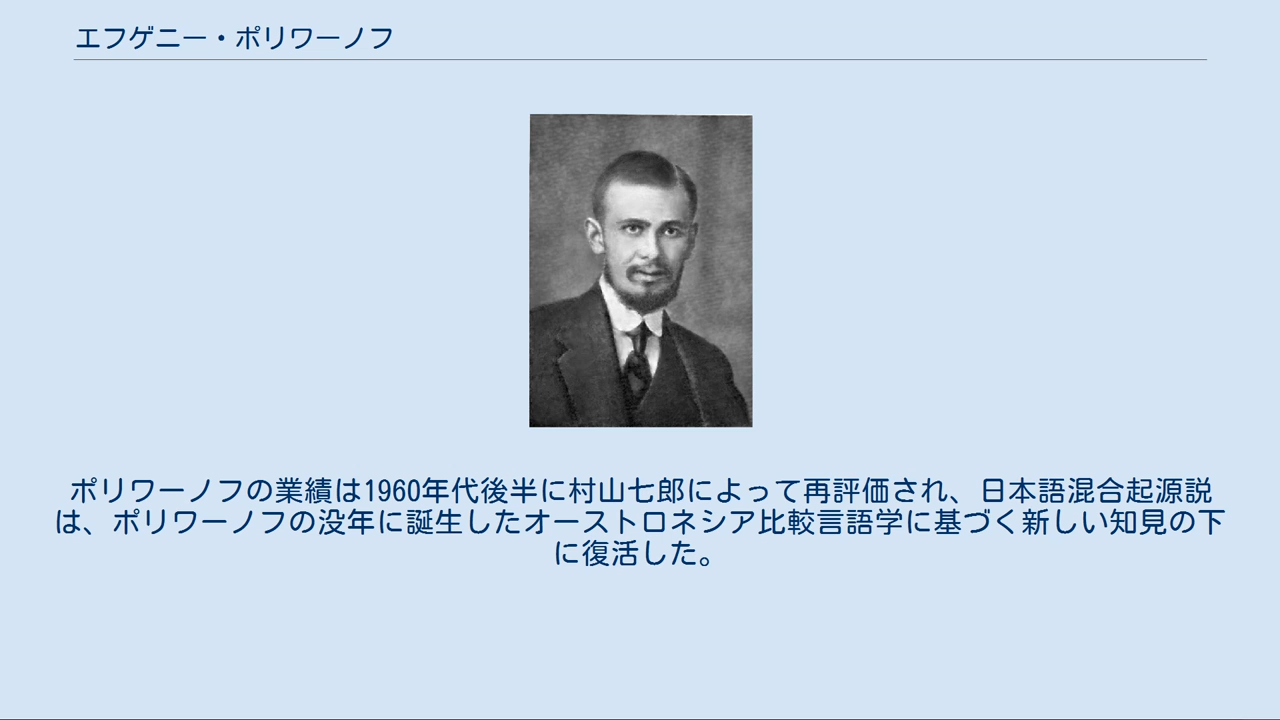 エフゲニー・ポリワーノフ
ポリワーノフの業績は1960年代後半に村山七郎によって再評価され、日本語混合起源説
は、ポリワーノフの没年に誕生したオーストロネシア比較言語学に基づく新しい知見の下
に復活した。